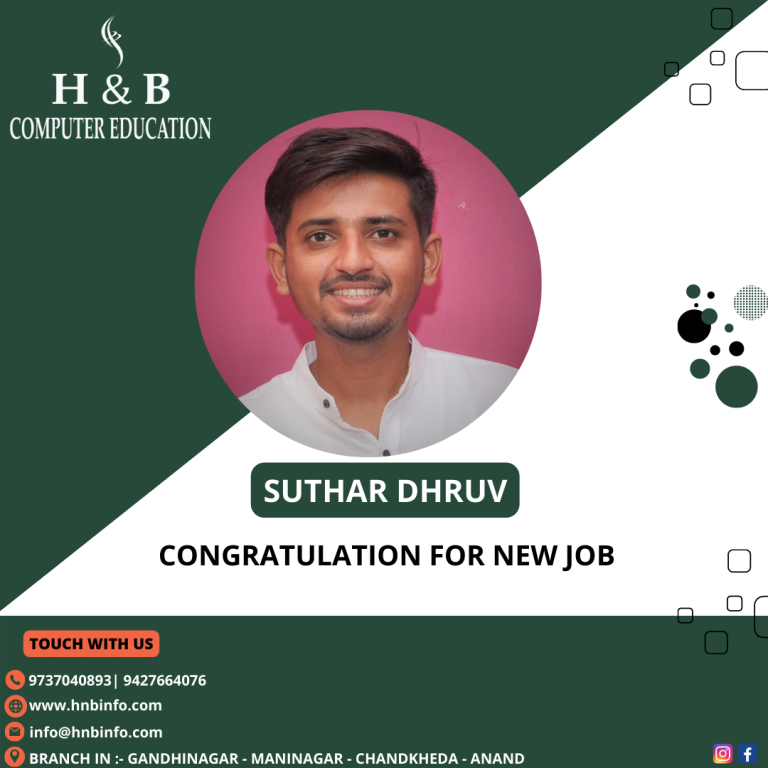 H & B
COMPUTER EDUCATION
SUTHAR DHRUV
CONGRATULATION FOR NEW JOB
TOUCH WITH US
9737040893| 9427664076
www.hnbinfo.com
info@hnbinfo.com
BRANCH IN :- GANDHINAGAR - MANINAGAR - CHANDKHEDA - ANAND